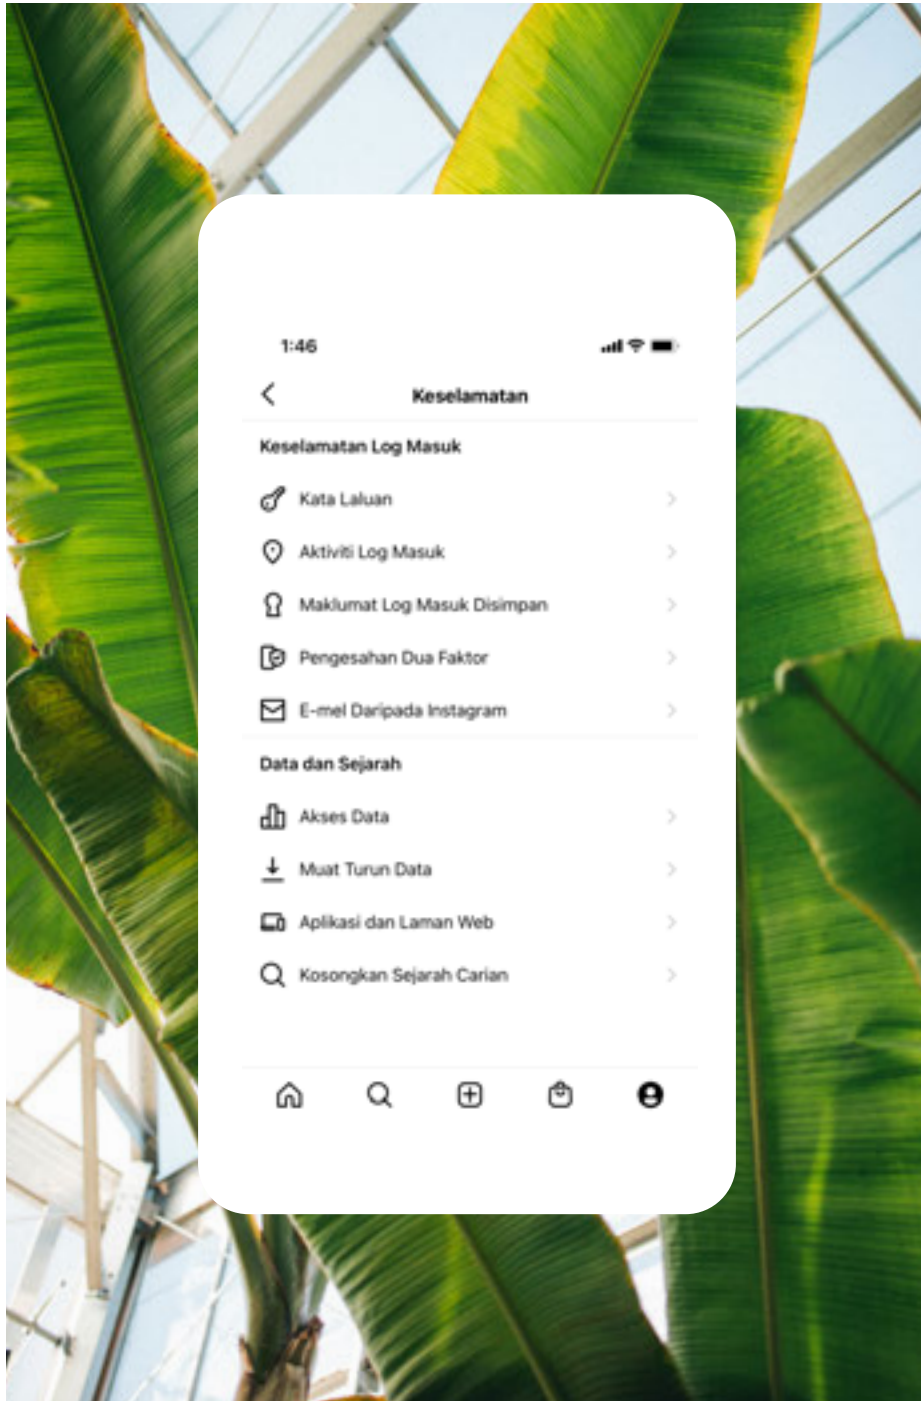 1:46
Keselamatan
Keselamatan Log Masuk
Kata Laluan
Aktiviti Log Masuk
Maklumat Log Masuk Disimpan
Pengesahan Dua Faktor
E-mel Daripada Instagram
Data dan Sejarah
Akses Data
Muat Turun Data
Aplikasi dan Laman Web
Kosongkan Sejarah Carian